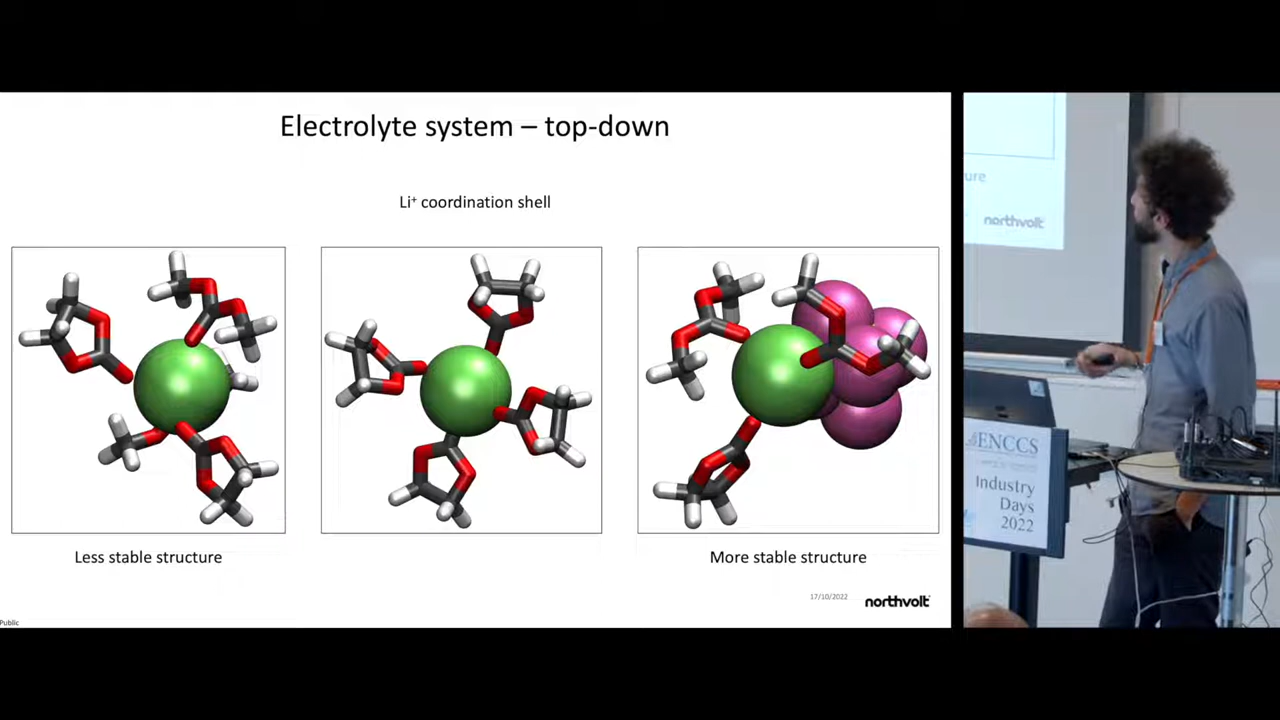 Electrolyte system – top-down
Li⁺ coordination shell
Less stable structure
More stable structure
17/10/2022
northvolt
Public
ure
northvolt
ENCCS
Industry
Days
2022